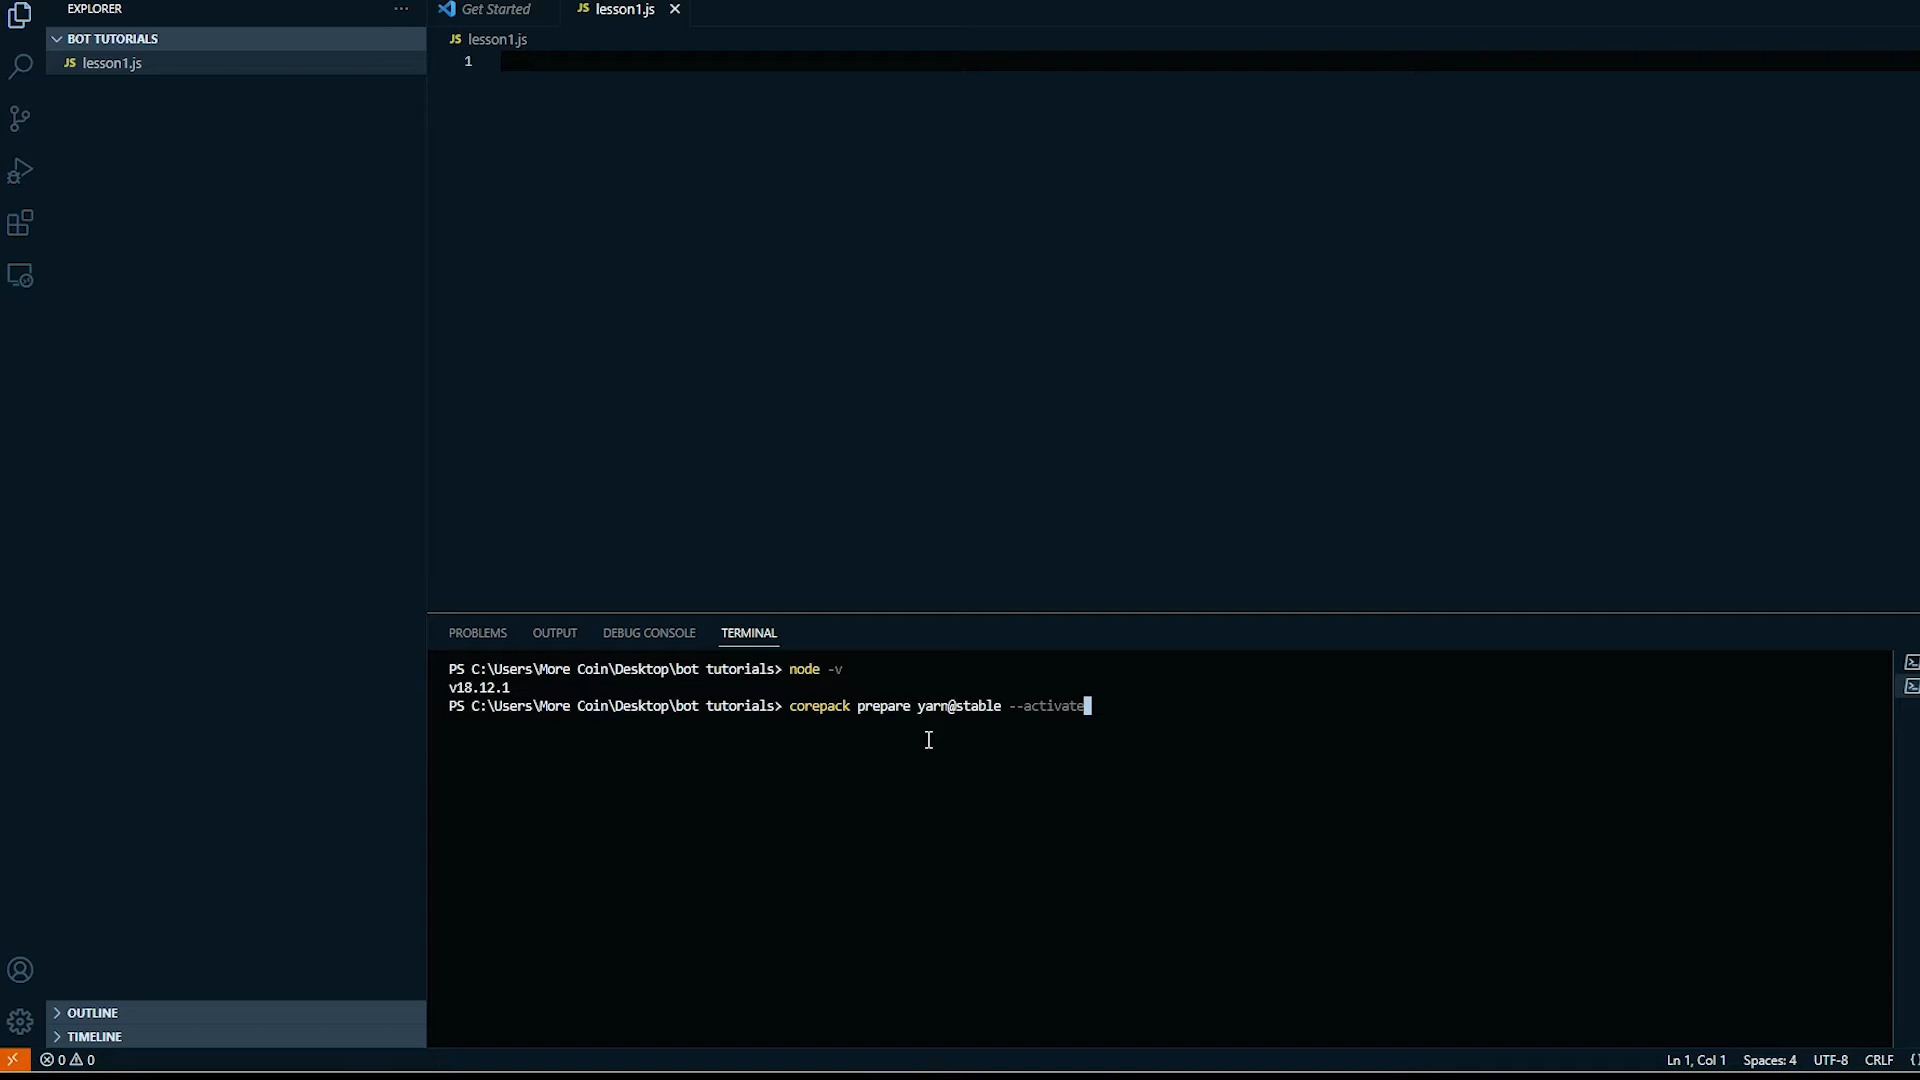 EXPLORER
Get Started
JS lesson1.js
BOT TUTORIALS
JS lesson1.js
JS lesson1.js
1
PROBLEMS OUTPUT DEBUG CONSOLE TERMINAL
PS C:\Users\More Coin\Desktop\bot tutorials> node -v
v18.12.1
PS C:\Users\More Coin\Desktop\bot tutorials> corepack prepare yarn@stable --activate
OUTLINE
TIMELINE
0 0
Ln 1, Col 1 Spaces: 4 UTF-8 CRLF {}